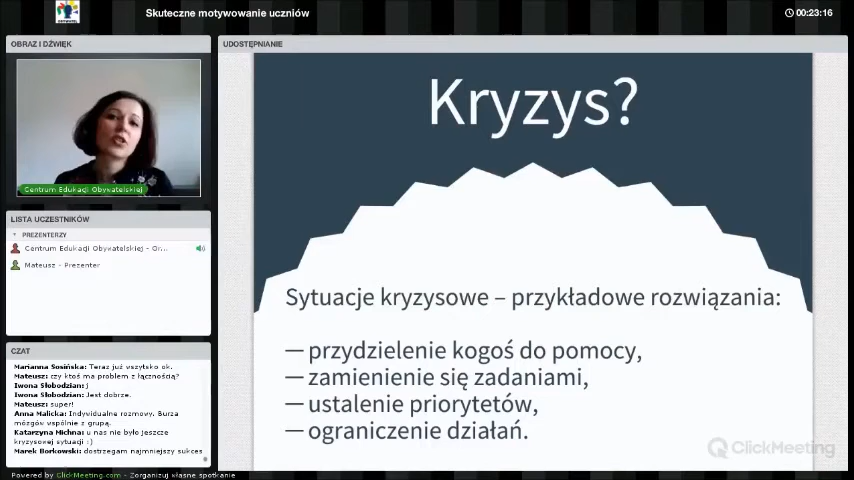 Skuteczne motywowanie uczniów
00:23:16
OBRAZ I DŹWIĘK
Centrum Edukacji Obywatelskiej
LISTA UCZESTNIKÓW
PREZENTERZY
Centrum Edukacji Obywatelskiej - Gr...
Mateusz - Prezenter
CZAT
Marianna Sosińska: Teraz już wszytsko ok.
Mateusz: czy ktoś ma problem z łącznością?
Iwona Słobodzian: j
Iwona Słobodzian: Jest dobrze.
Mateusz: super!
Anna Malicka: Indywidualne rozmowy. Burza
mózgów wspólnie z grupą.
Katarzyna Michna: u nas nie było jeszcze
kryzysowej sytuacji :)
Marek Borkowski: dostrzegam najmniejszy sukces
Powered by ClickMeeting.com - Zorganizuj własne spotkanie
UDOSTĘPNIANIE
Kryzys?
Sytuacje kryzysowe – przykładowe rozwiązania:
— przydzielenie kogoś do pomocy,
— zamienienie się zadaniami,
— ustalenie priorytetów,
— ograniczenie działań.
ClickMeeting